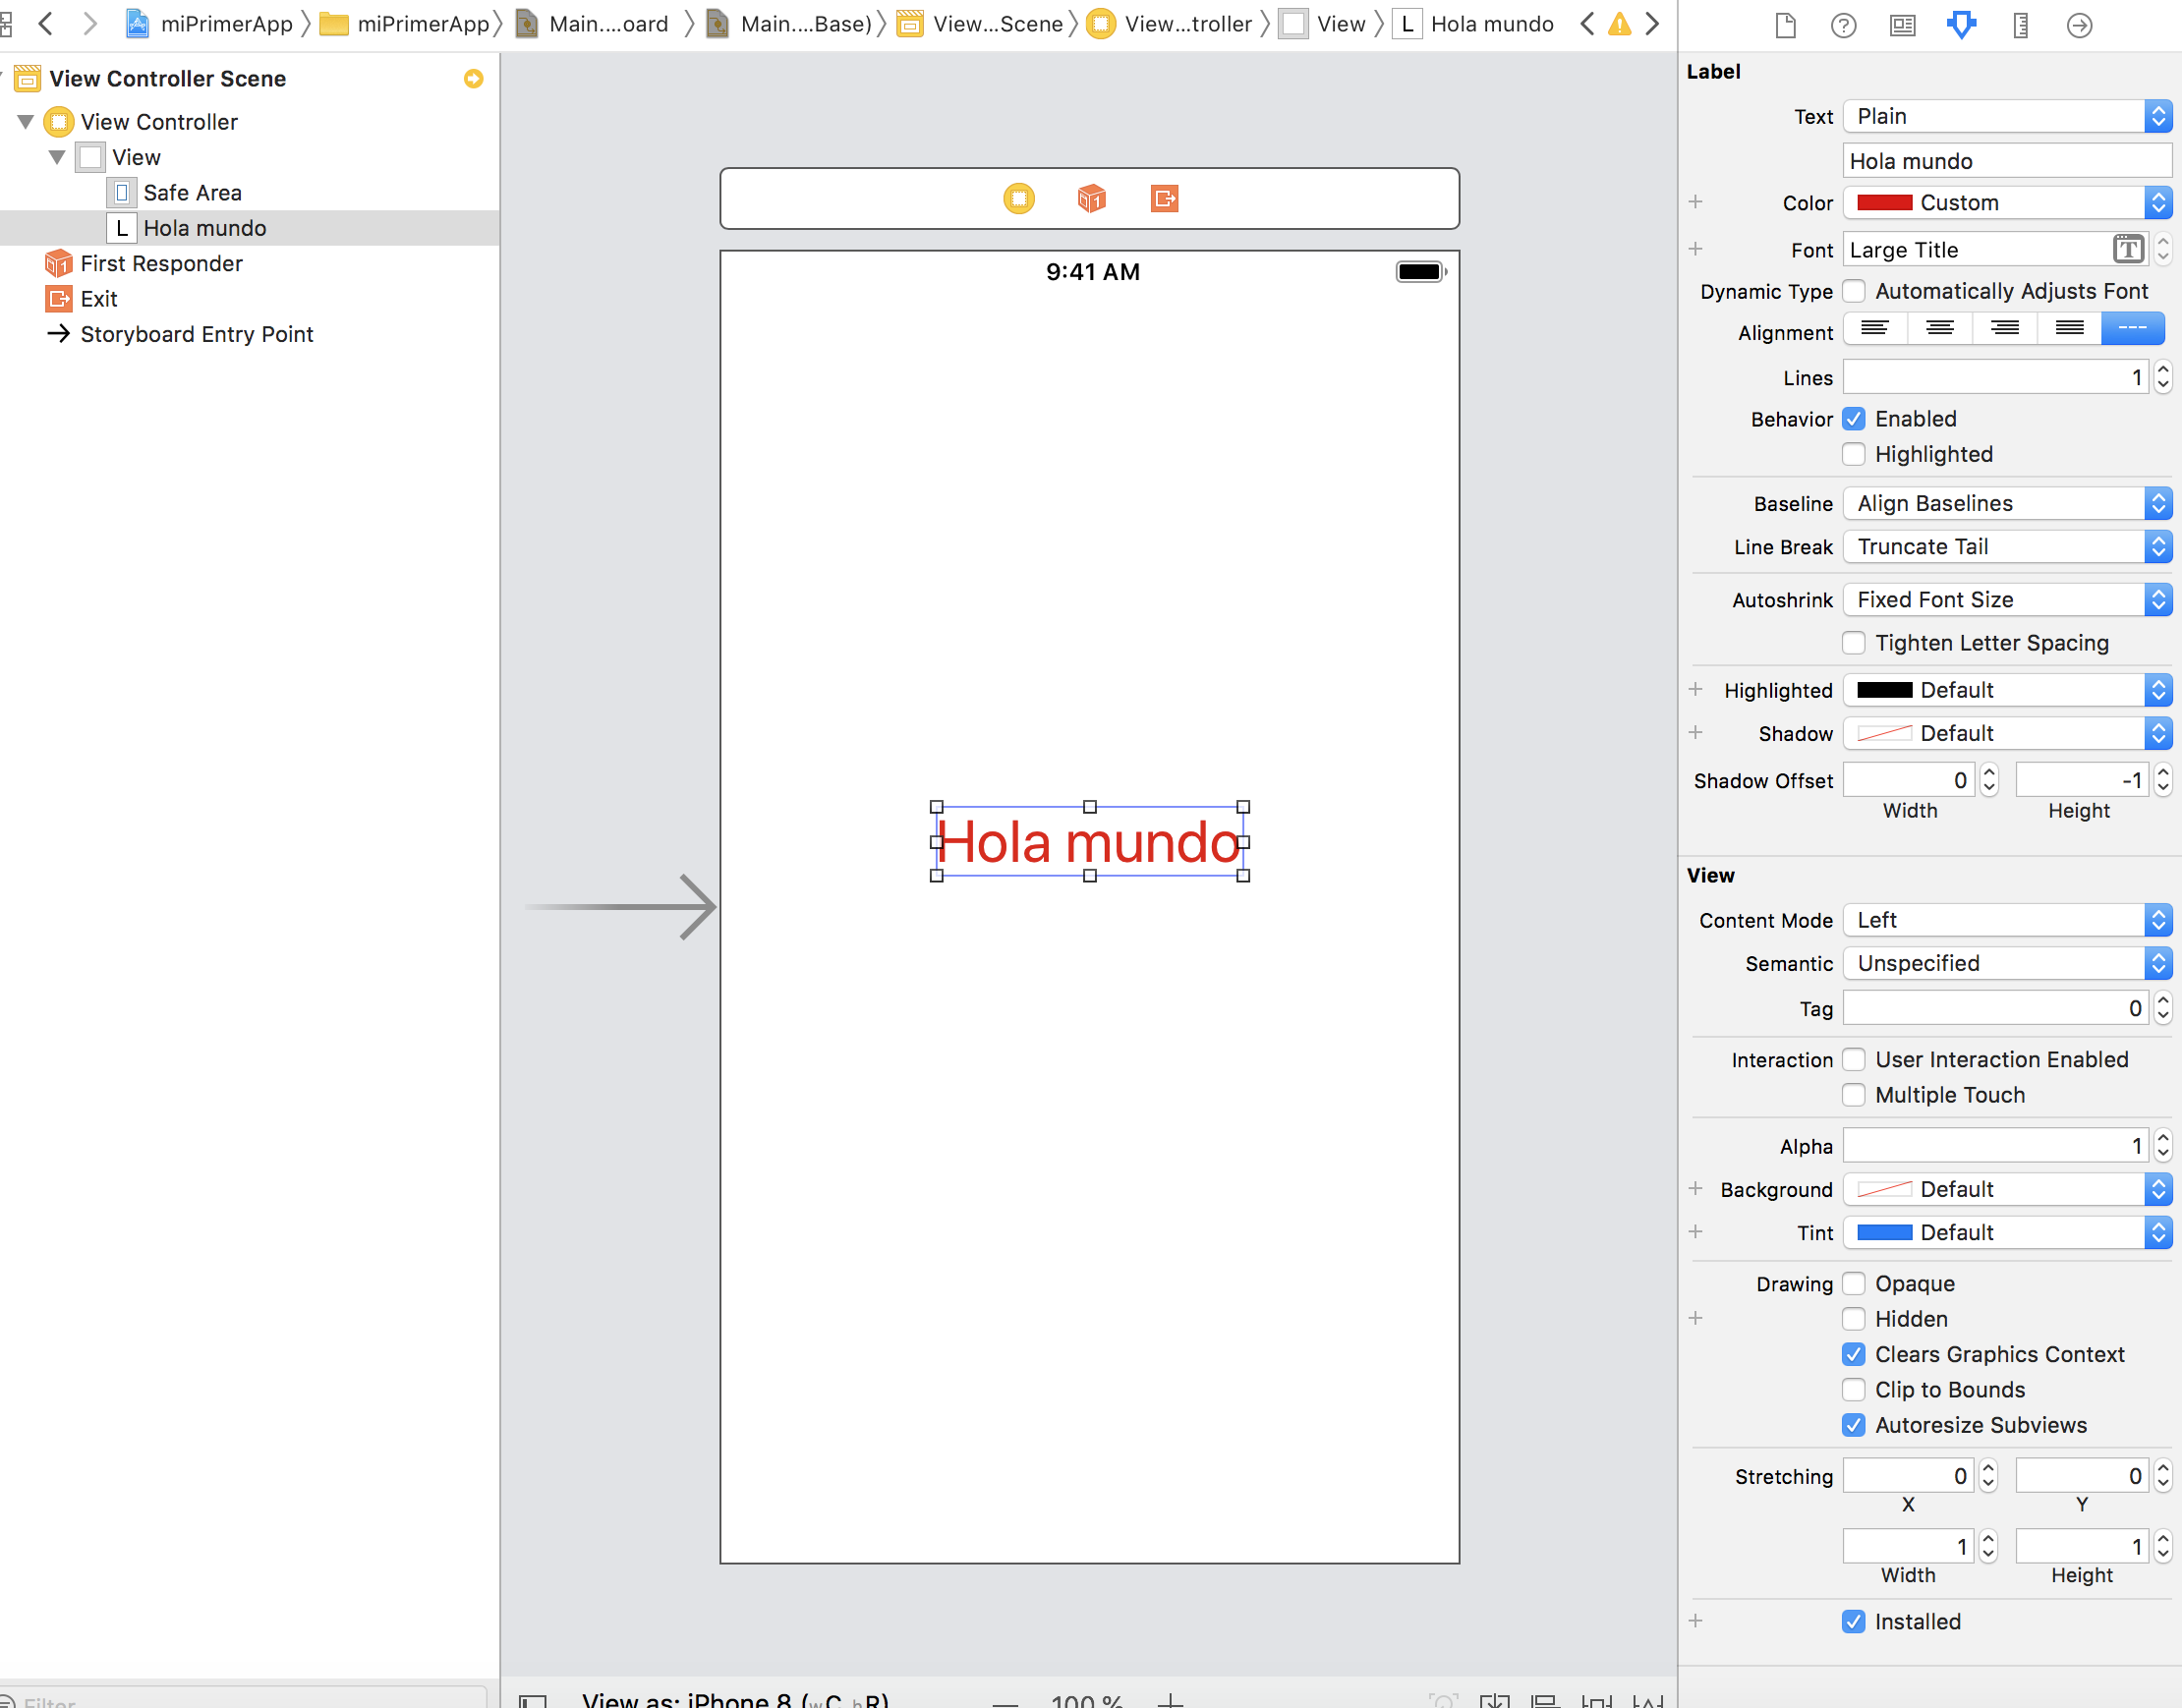 miPrimerApp miPrimerApp Main....oard Main....Base) View...Scene View...troller View L Hola mundo
View Controller Scene
View Controller
View
Safe Area
L Hola mundo
First Responder
Exit
Storyboard Entry Point
Filter
9:41 AM
Hola mundo
View as: iPhone 8 (wC hR) — 100 % +
Label
Text Plain
Hola mundo
+ Color Custom
+ Font Large Title T
Dynamic Type Automatically Adjusts Font
Alignment ---
Lines 1
Behavior Enabled
Highlighted
Baseline Align Baselines
Line Break Truncate Tail
Autoshrink Fixed Font Size
Tighten Letter Spacing
+ Highlighted Default
+ Shadow Default
Shadow Offset 0 -1
Width Height
View
Content Mode Left
Semantic Unspecified
Tag 0
Interaction User Interaction Enabled
Multiple Touch
Alpha 1
+ Background Default
+ Tint Default
Drawing Opaque
+ Hidden
Clears Graphics Context
Clip to Bounds
Autoresize Subviews
Stretching 0 0
X Y
1 1
Width Height
+ Installed